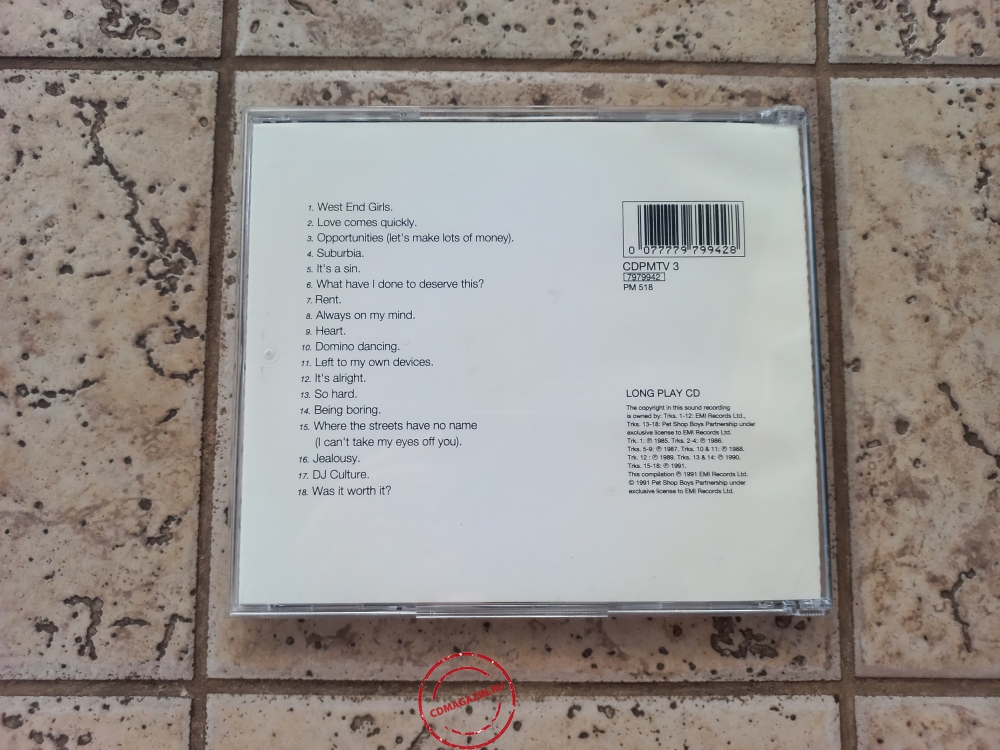 1. West End Girls.
2. Love comes quickly.
3. Opportunities (let's make lots of money).
4. Suburbia.
5. It's a sin.
6. What have I done to deserve this?
7. Rent.
8. Always on my mind.
9. Heart.
10. Domino dancing.
11. Left to my own devices.
12. It's alright.
13. So hard.
14. Being boring.
15. Where the streets have no name
(I can't take my eyes off you).
16. Jealousy.
17. DJ Culture.
18. Was it worth it?
0 077779 799428
CDPMTV 3
7979942
PM 518
LONG PLAY CD
The copyright in this sound recording
is owned by: Trks. 1-12: EMI Records Ltd.,
Trks. 13-18: Pet Shop Boys Partnership under
exclusive license to EMI Records Ltd.
Trk. 1: ℗ 1985. Trks. 2-4: ℗ 1986.
Trks. 5-9: ℗ 1987. Trks. 10 & 11: ℗ 1988.
Trk. 12 : ℗ 1989. Trks. 13 & 14: ℗ 1990.
Trks. 15-18: ℗ 1991.
This compilation ℗ 1991 EMI Records Ltd.
© 1991 Pet Shop Boys Partnership under
exclusive license to EMI Records Ltd.
CDMAGAZIN.RU